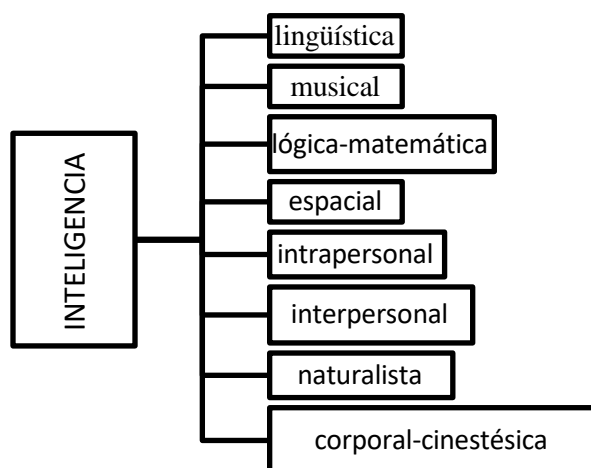 INTELIGENCIA
lingüística
musical
lógica-matemática
espacial
intrapersonal
interpersonal
naturalista
corporal-cinestésica